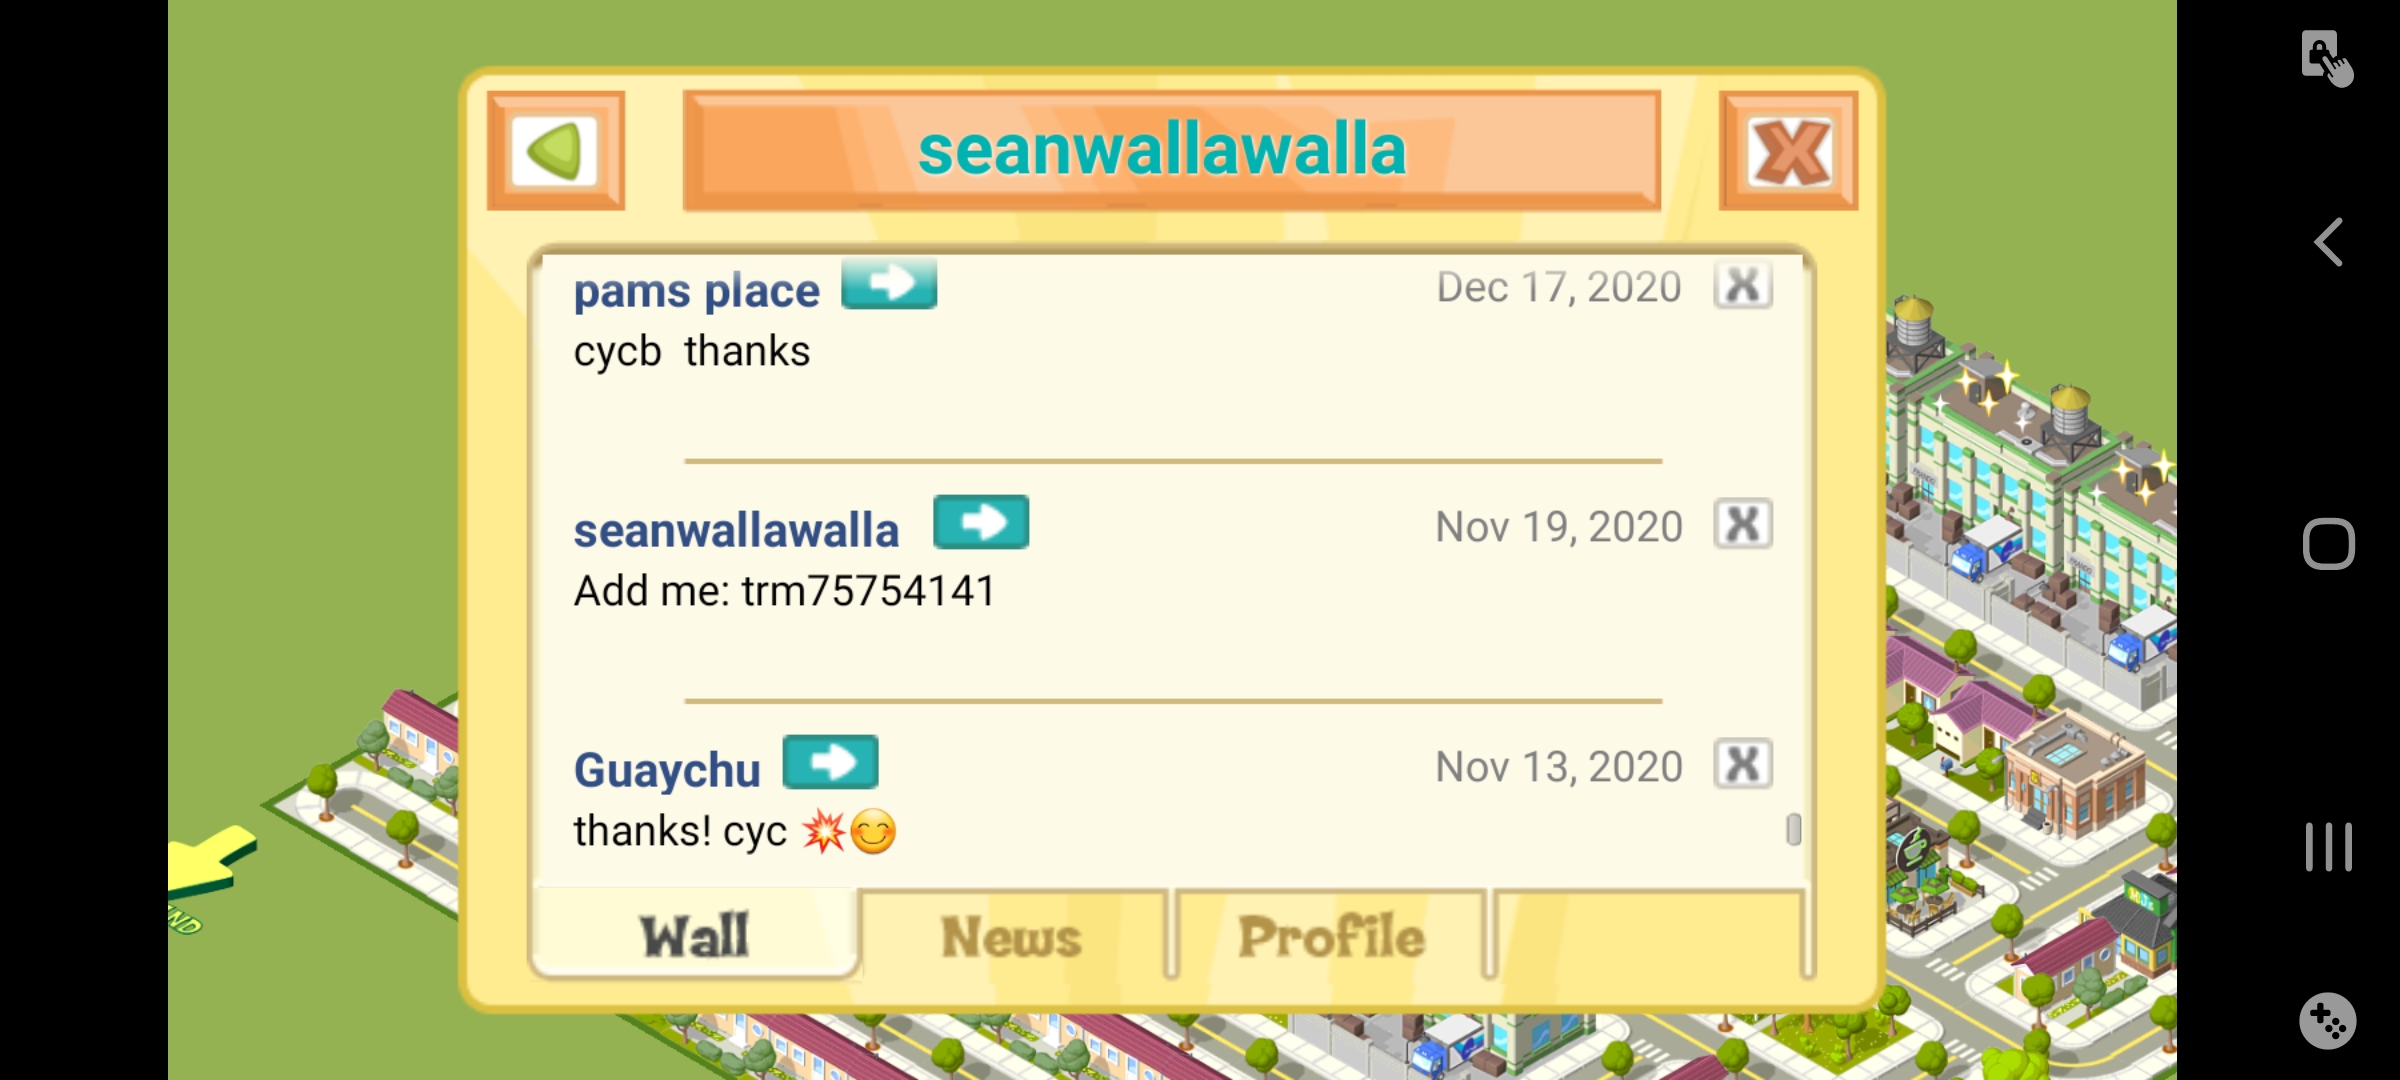 seanwallawalla
pams place
Dec 17, 2020
cycb thanks
seanwallawalla
Nov 19, 2020
Add me: trm75754141
Guaychu
Nov 13, 2020
thanks! cyc 💥😊
Wall
News
Profile